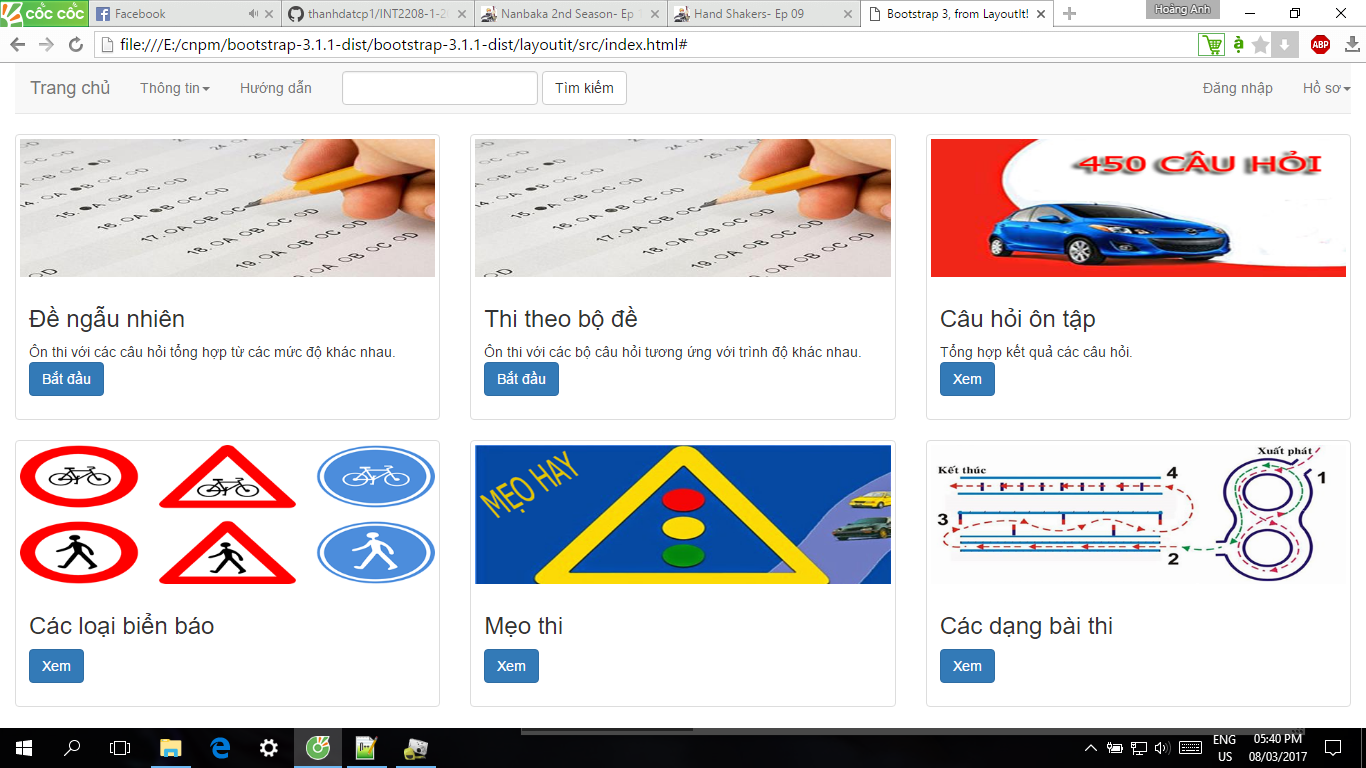 cốc cốc
Facebook
thanhdatcp1/INT2208-1-2
Nanbaka 2nd Season- Ep
Hand Shakers- Ep 09
Bootstrap 3, from LayoutIt!
Hoàng Anh
file:///E:/cnpm/bootstrap-3.1.1-dist/bootstrap-3.1.1-dist/layoutit/src/index.html#
ABP
Trang chủ
Thông tin
Hướng dẫn
Tìm kiếm
Đăng nhập
Hồ sơ
450 CÂU HỎI
Đề ngẫu nhiên
Ôn thi với các câu hỏi tổng hợp từ các mức độ khác nhau.
Bắt đầu
Thi theo bộ đề
Ôn thi với các bộ câu hỏi tương ứng với trình độ khác nhau.
Bắt đầu
Câu hỏi ôn tập
Tổng hợp kết quả các câu hỏi.
Xem
MẸO HAY
Xuất phát
Kết thúc
1
4
3
2
Các loại biển báo
Xem
Mẹo thi
Xem
Các dạng bài thi
Xem
ENG
US
05:40 PM
08/03/2017